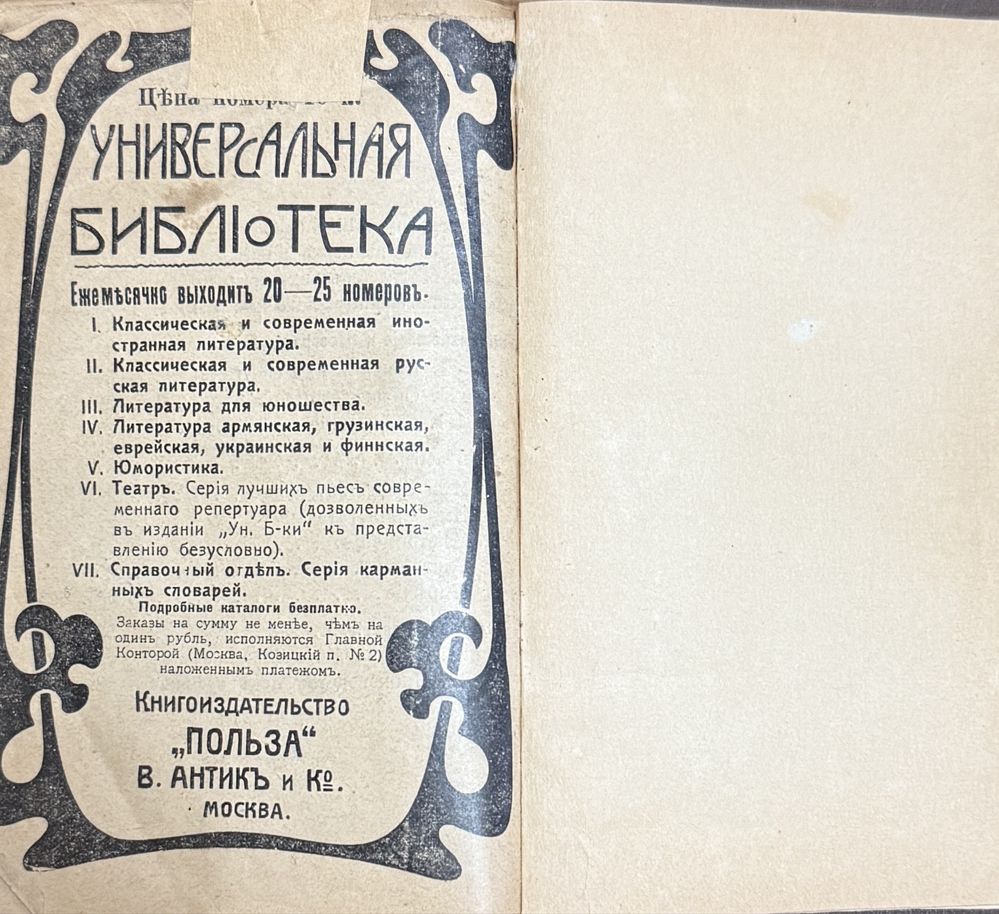 Цѣна номера 10 к.
УНИВЕРСАЛЬНАЯ
БИБЛІОТЕКА
Ежемѣсячно выходитъ 20—25 номеровъ.
I. Классическая и современная ино-
странная литература.
II. Классическая и современная рус-
ская литература.
III. Литература для юношества.
IV. Литература армянская, грузинская,
еврейская, украинская и финнская.
V. Юмористика.
VI. Театръ. Серія лучшихъ пьесъ совре-
меннаго репертуара (дозволенныхъ
въ изданіи „Ун. Б-ки“ къ предста-
вленію безусловно).
VII. Справочный отдѣлъ. Серія карман-
ныхъ словарей.
Подробные каталоги безплатно.
Заказы на сумму не менѣе, чѣмъ на
одинъ рубль, исполняются Главной
Конторой (Москва, Козицкій п. № 2)
наложеннымъ платежомъ.
Книгоиздательство
„ПОЛЬЗА“
В. АНТИКЪ и Ко.
МОСКВА.